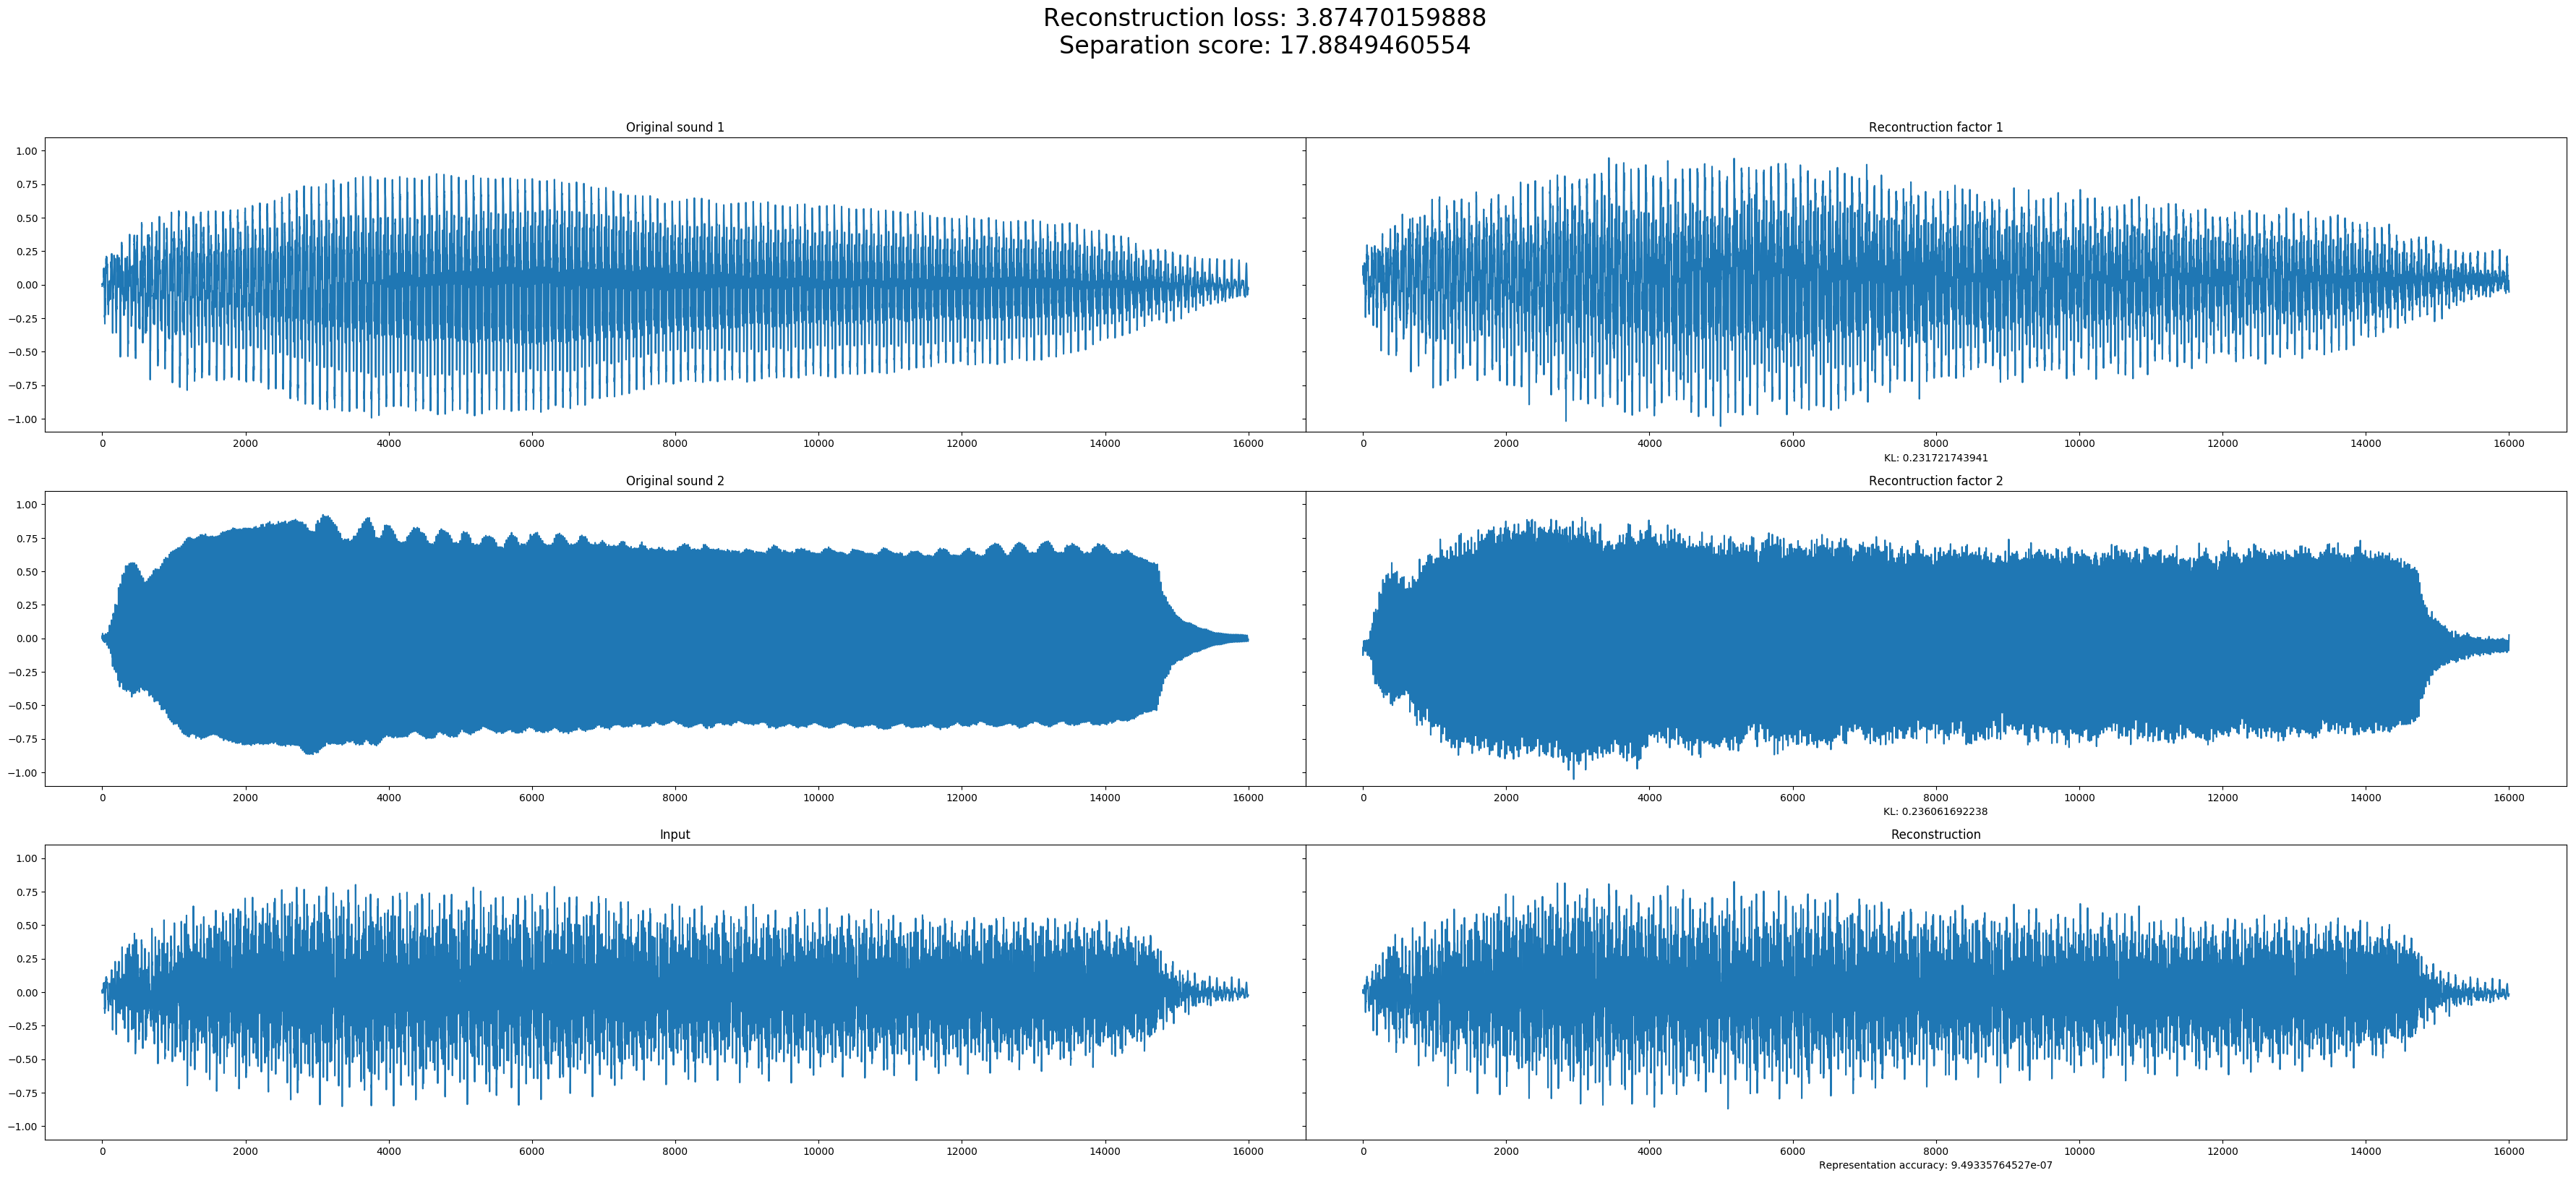 Reconstruction loss: 3.87470159888
Separation score: 17.8849460554
Original sound 1
Recontruction factor 1
1.00
0.75
0.50
0.25
0.00
−0.25
−0.50
−0.75
−1.00
0 2000 4000 6000 8000 10000 12000 14000 16000
0 2000 4000 6000 8000 10000 12000 14000 16000
KL: 0.231721743941
Original sound 2
Recontruction factor 2
1.00
0.75
0.50
0.25
0.00
−0.25
−0.50
−0.75
−1.00
0 2000 4000 6000 8000 10000 12000 14000 16000
0 2000 4000 6000 8000 10000 12000 14000 16000
KL: 0.236061692238
Input
Reconstruction
1.00
0.75
0.50
0.25
0.00
−0.25
−0.50
−0.75
−1.00
0 2000 4000 6000 8000 10000 12000 14000 16000
0 2000 4000 6000 8000 10000 12000 14000 16000
Representation accuracy: 9.49335764527e-07